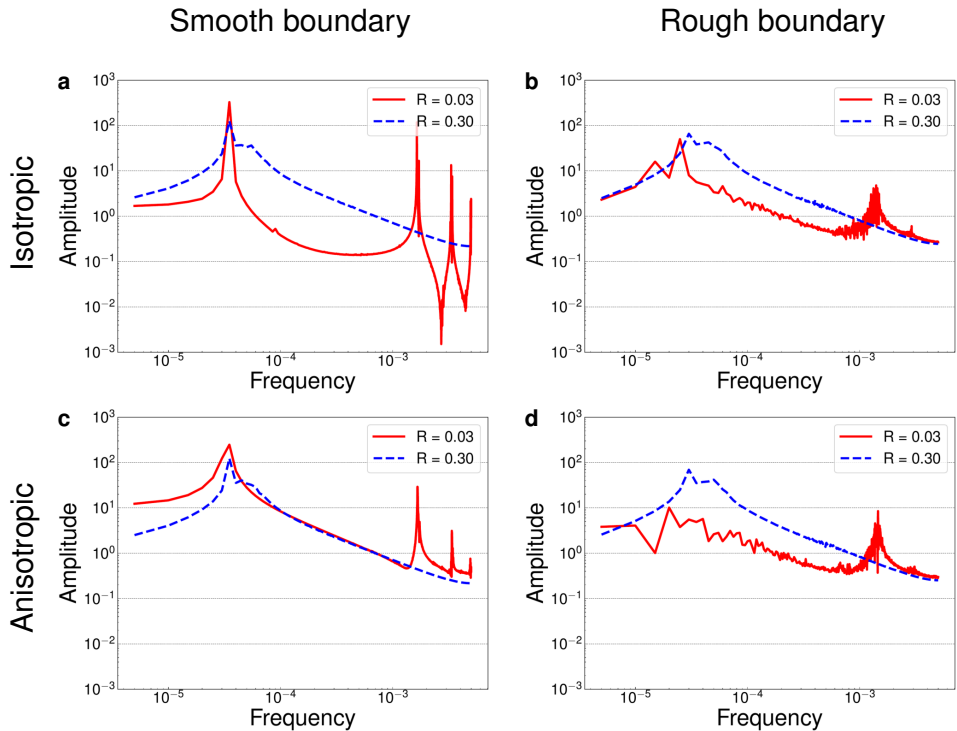 Smooth boundary
Rough boundary
Isotropic
Anisotropic
a
R = 0.03
R = 0.30
10³
10²
10¹
10⁰
10⁻¹
10⁻²
10⁻³
Amplitude
10⁻⁵
10⁻⁴
10⁻³
Frequency
b
R = 0.03
R = 0.30
10³
10²
10¹
10⁰
10⁻¹
10⁻²
10⁻³
Amplitude
10⁻⁵
10⁻⁴
10⁻³
Frequency
c
R = 0.03
R = 0.30
10³
10²
10¹
10⁰
10⁻¹
10⁻²
10⁻³
Amplitude
10⁻⁵
10⁻⁴
10⁻³
Frequency
d
R = 0.03
R = 0.30
10³
10²
10¹
10⁰
10⁻¹
10⁻²
10⁻³
Amplitude
10⁻⁵
10⁻⁴
10⁻³
Frequency